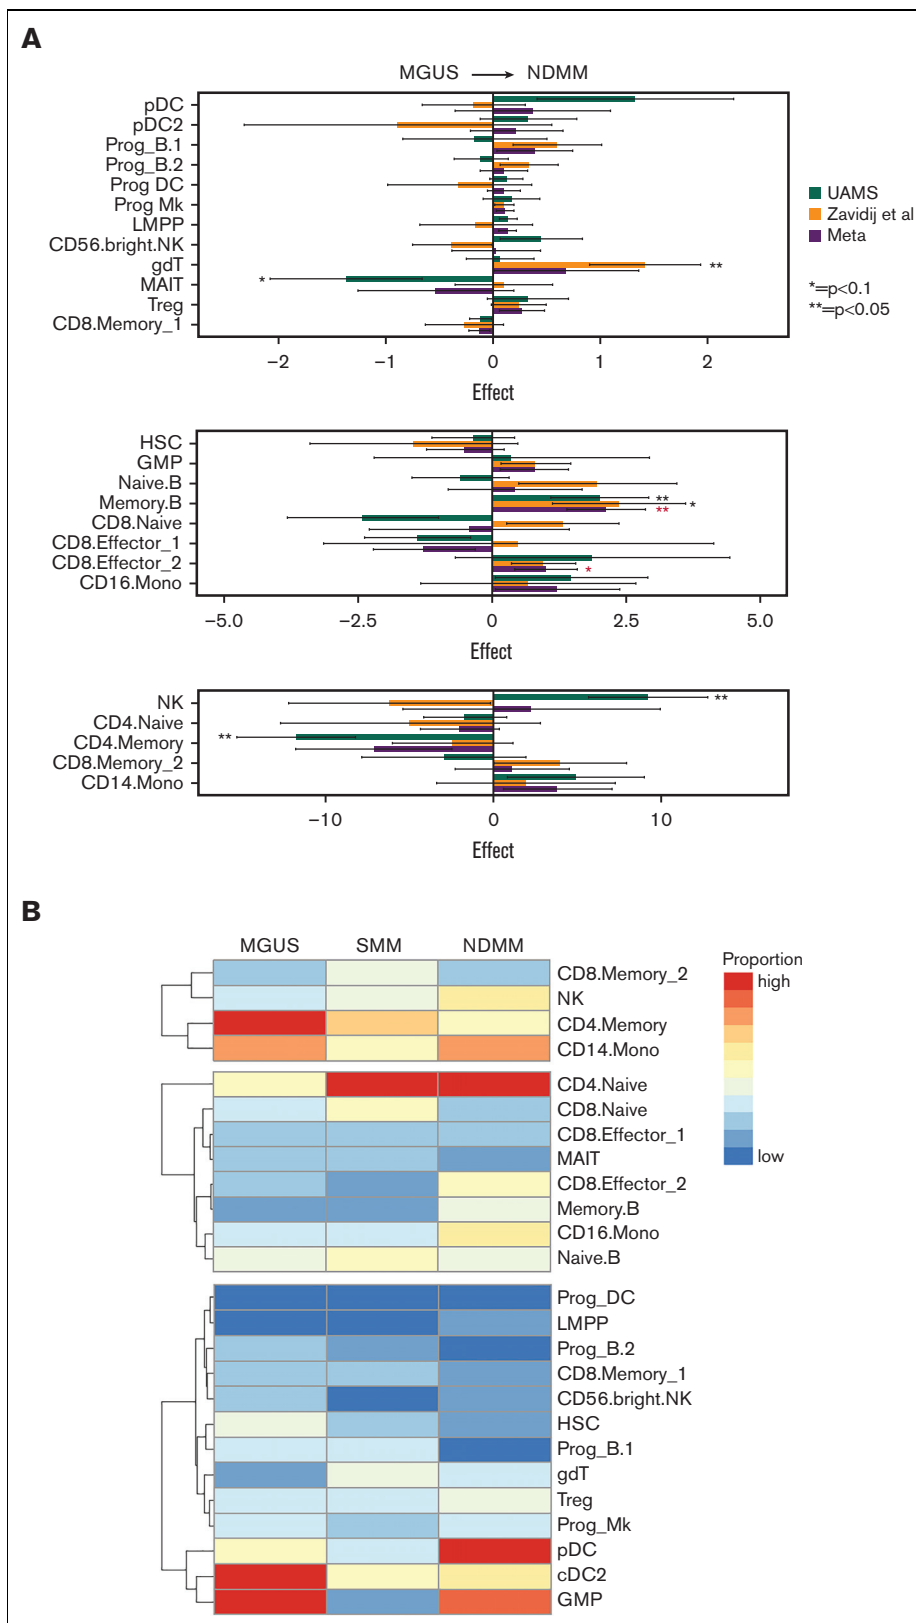 A
MGUS → NDMM
pDC
pDC2
Prog_B.1
Prog_B.2
Prog DC
Prog Mk
LMPP
CD56.bright.NK
gdT
**
MAIT
*
Treg
CD8.Memory_1
−2 −1 0 1 2
Effect
UAMS
Zavidij et al
Meta
*=p<0.1
**=p<0.05
HSC
GMP
Naive.B
Memory.B
**
*
**
CD8.Naive
CD8.Effector_1
CD8.Effector_2
*
CD16.Mono
−5.0 −2.5 0 2.5 5.0
Effect
NK
**
CD4.Naive
CD4.Memory
**
CD8.Memory_2
CD14.Mono
−10 0 10
Effect
B
MGUS SMM NDMM
CD8.Memory_2
NK
CD4.Memory
CD14.Mono
CD4.Naive
CD8.Naive
CD8.Effector_1
MAIT
CD8.Effector_2
Memory.B
CD16.Mono
Naive.B
Prog_DC
LMPP
Prog_B.2
CD8.Memory_1
CD56.bright.NK
HSC
Prog_B.1
gdT
Treg
Prog_Mk
pDC
cDC2
GMP
Proportion
high
low